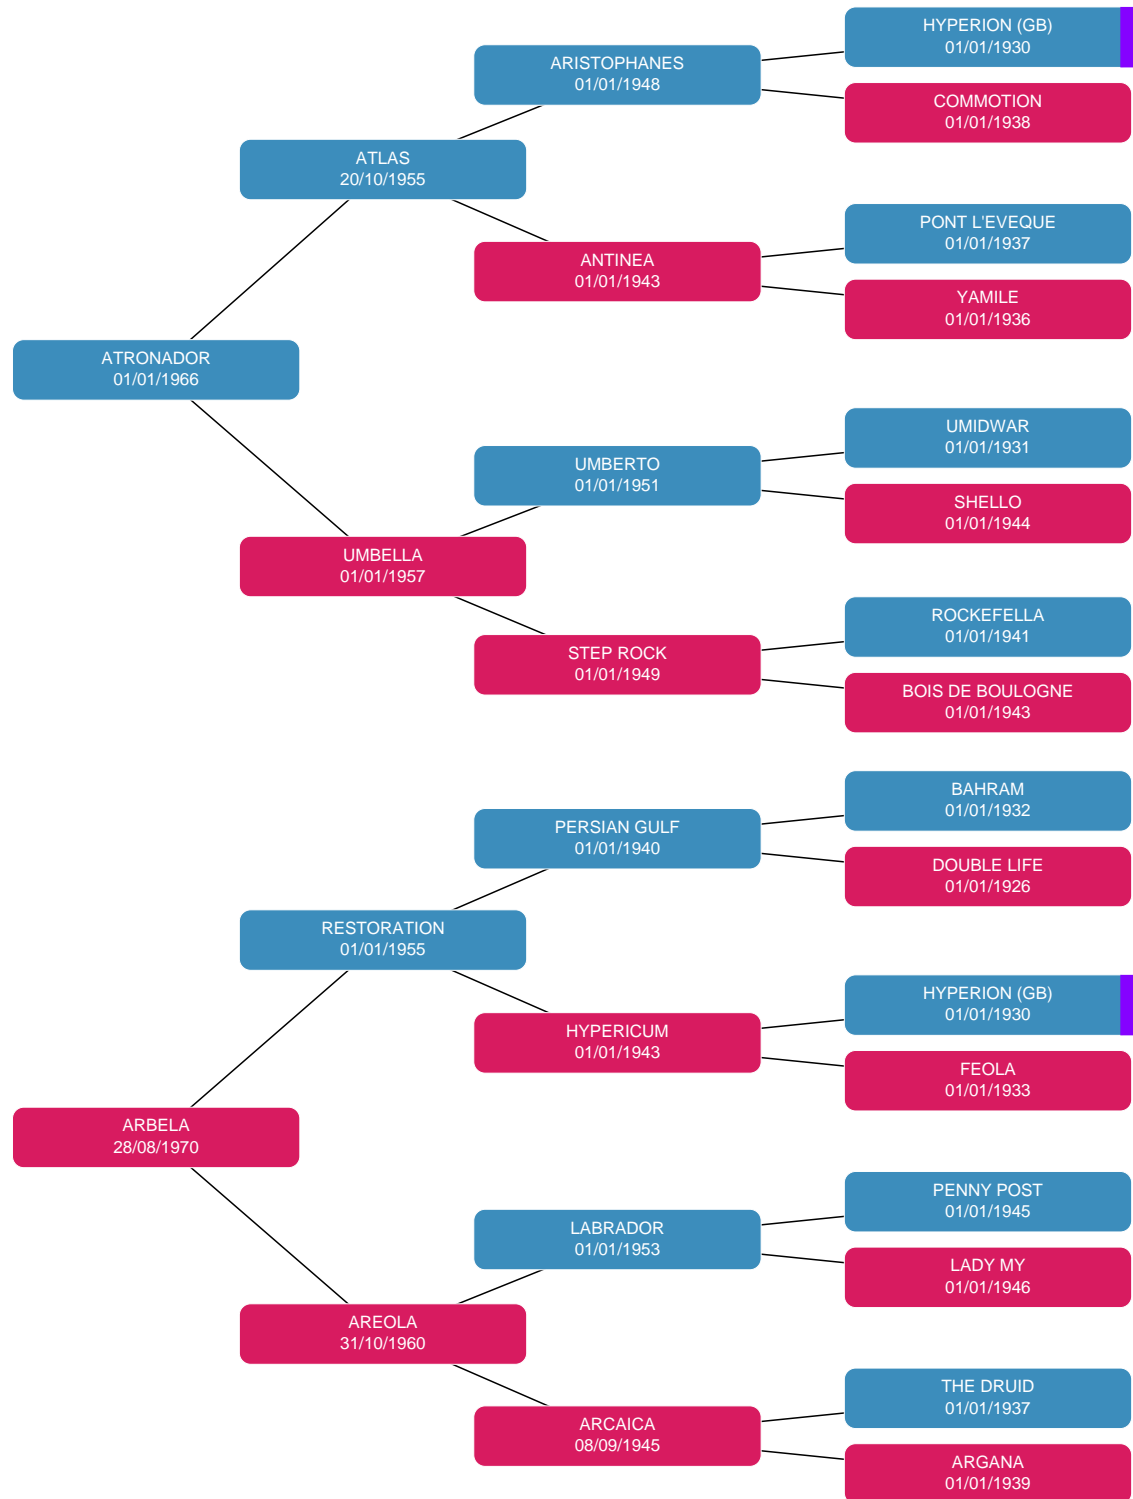 HYPERION (GB)
01/01/1930
ARISTOPHANES
01/01/1948
COMMOTION
01/01/1938
ATLAS
20/10/1955
PONT L'EVEQUE
01/01/1937
ANTINEA
01/01/1943
YAMILE
01/01/1936
ATRONADOR
01/01/1966
UMIDWAR
01/01/1931
UMBERTO
01/01/1951
SHELLO
01/01/1944
UMBELLA
01/01/1957
ROCKEFELLA
01/01/1941
STEP ROCK
01/01/1949
BOIS DE BOULOGNE
01/01/1943
BAHRAM
01/01/1932
PERSIAN GULF
01/01/1940
DOUBLE LIFE
01/01/1926
RESTORATION
01/01/1955
HYPERION (GB)
01/01/1930
HYPERICUM
01/01/1943
FEOLA
01/01/1933
ARBELA
28/08/1970
PENNY POST
01/01/1945
LABRADOR
01/01/1953
LADY MY
01/01/1946
AREOLA
31/10/1960
THE DRUID
01/01/1937
ARCAICA
08/09/1945
ARGANA
01/01/1939